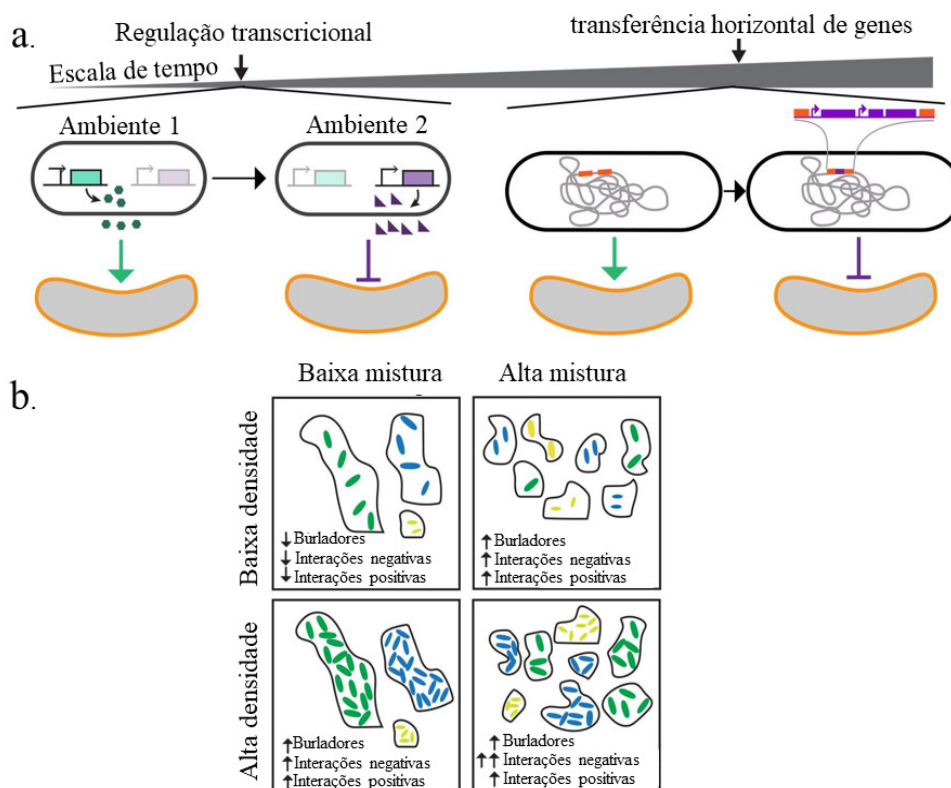 a.
Regulação transcricional
transferência horizontal de genes
Escala de tempo
Ambiente 1
Ambiente 2
b.
Baixa mistura
Alta mistura
Baixa densidade
↓ Burladores
↓ Interações negativas
↓ Interações positivas
↑ Burladores
↑ Interações negativas
↑ Interações positivas
Alta densidade
↑ Burladores
↑ Interações negativas
↑ Interações positivas
↑ Burladores
↑↑ Interações negativas
↑ Interações positivas